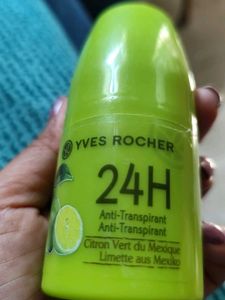 YVES ROCHER
24H
Anti-Transpirant
Anti-Transpirant
Citron Vert du Mexique
Limette aus Mexiko